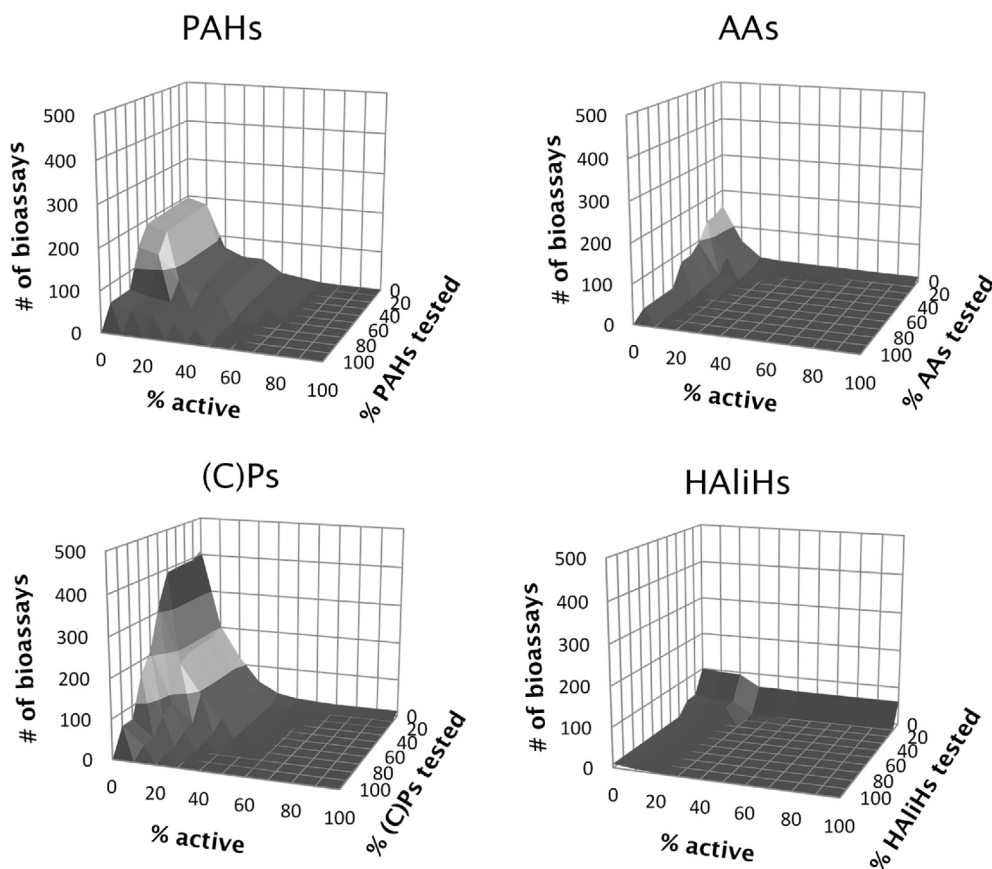 PAHs
500
400
300
200
100
0
# of bioassays
0 20 40 60 80 100
% active
0
20
40
60
80
100
% PAHs tested
AAs
500
400
300
200
100
0
# of bioassays
0 20 40 60 80 100
% active
0
20
40
60
80
100
% AAs tested
(C)Ps
500
400
300
200
100
0
# of bioassays
0 20 40 60 80 100
% active
0
20
40
60
80
100
% (C)Ps tested
HAliHs
500
400
300
200
100
0
# of bioassays
0 20 40 60 80 100
% active
0
20
40
60
80
100
% HAliHs tested